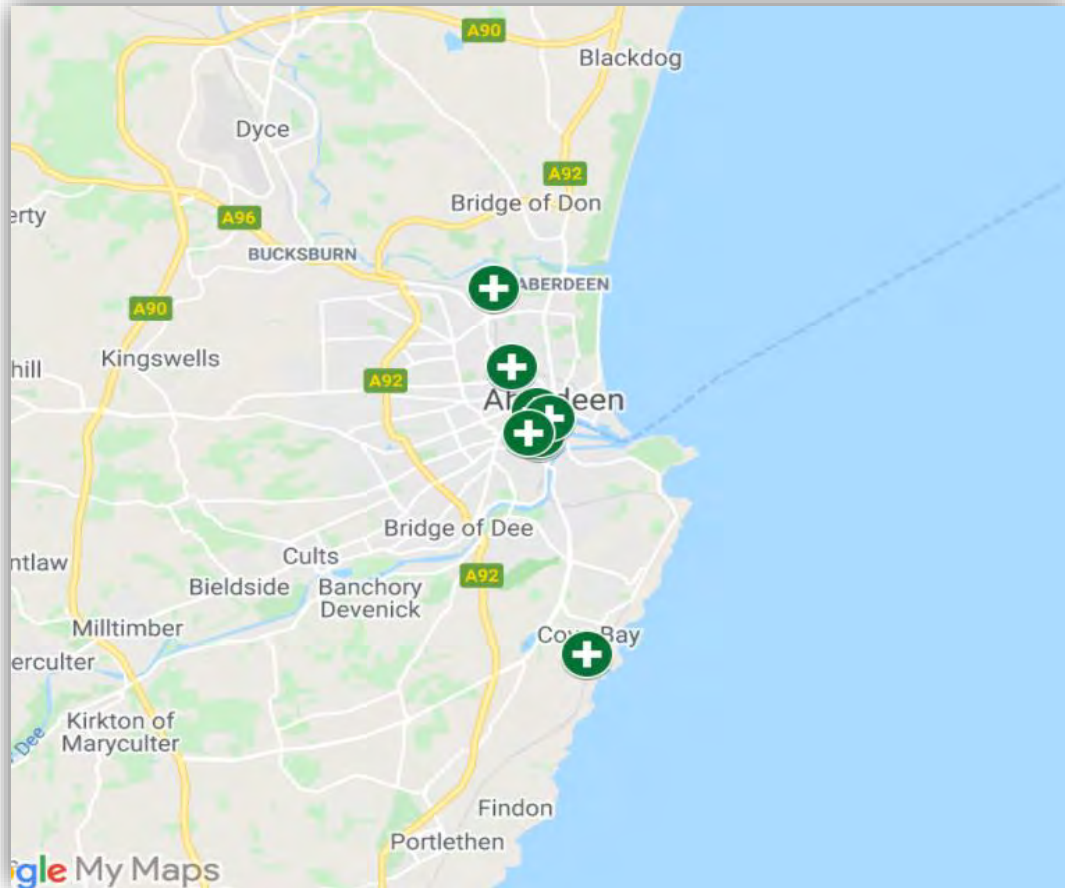 A90
Blackdog
Dyce
A92
Bridge of Don
erty
A96
BUCKSBURN
ABERDEEN
A90
Kingswells
hill
A92
Aberdeen
Bridge of Dee
ntlaw
Cults
A92
Bieldside
Banchory
Devenick
Milltimber
Cove Bay
erculter
Kirkton of
Maryculter
Dee
Findon
Portlethen
gle My Maps